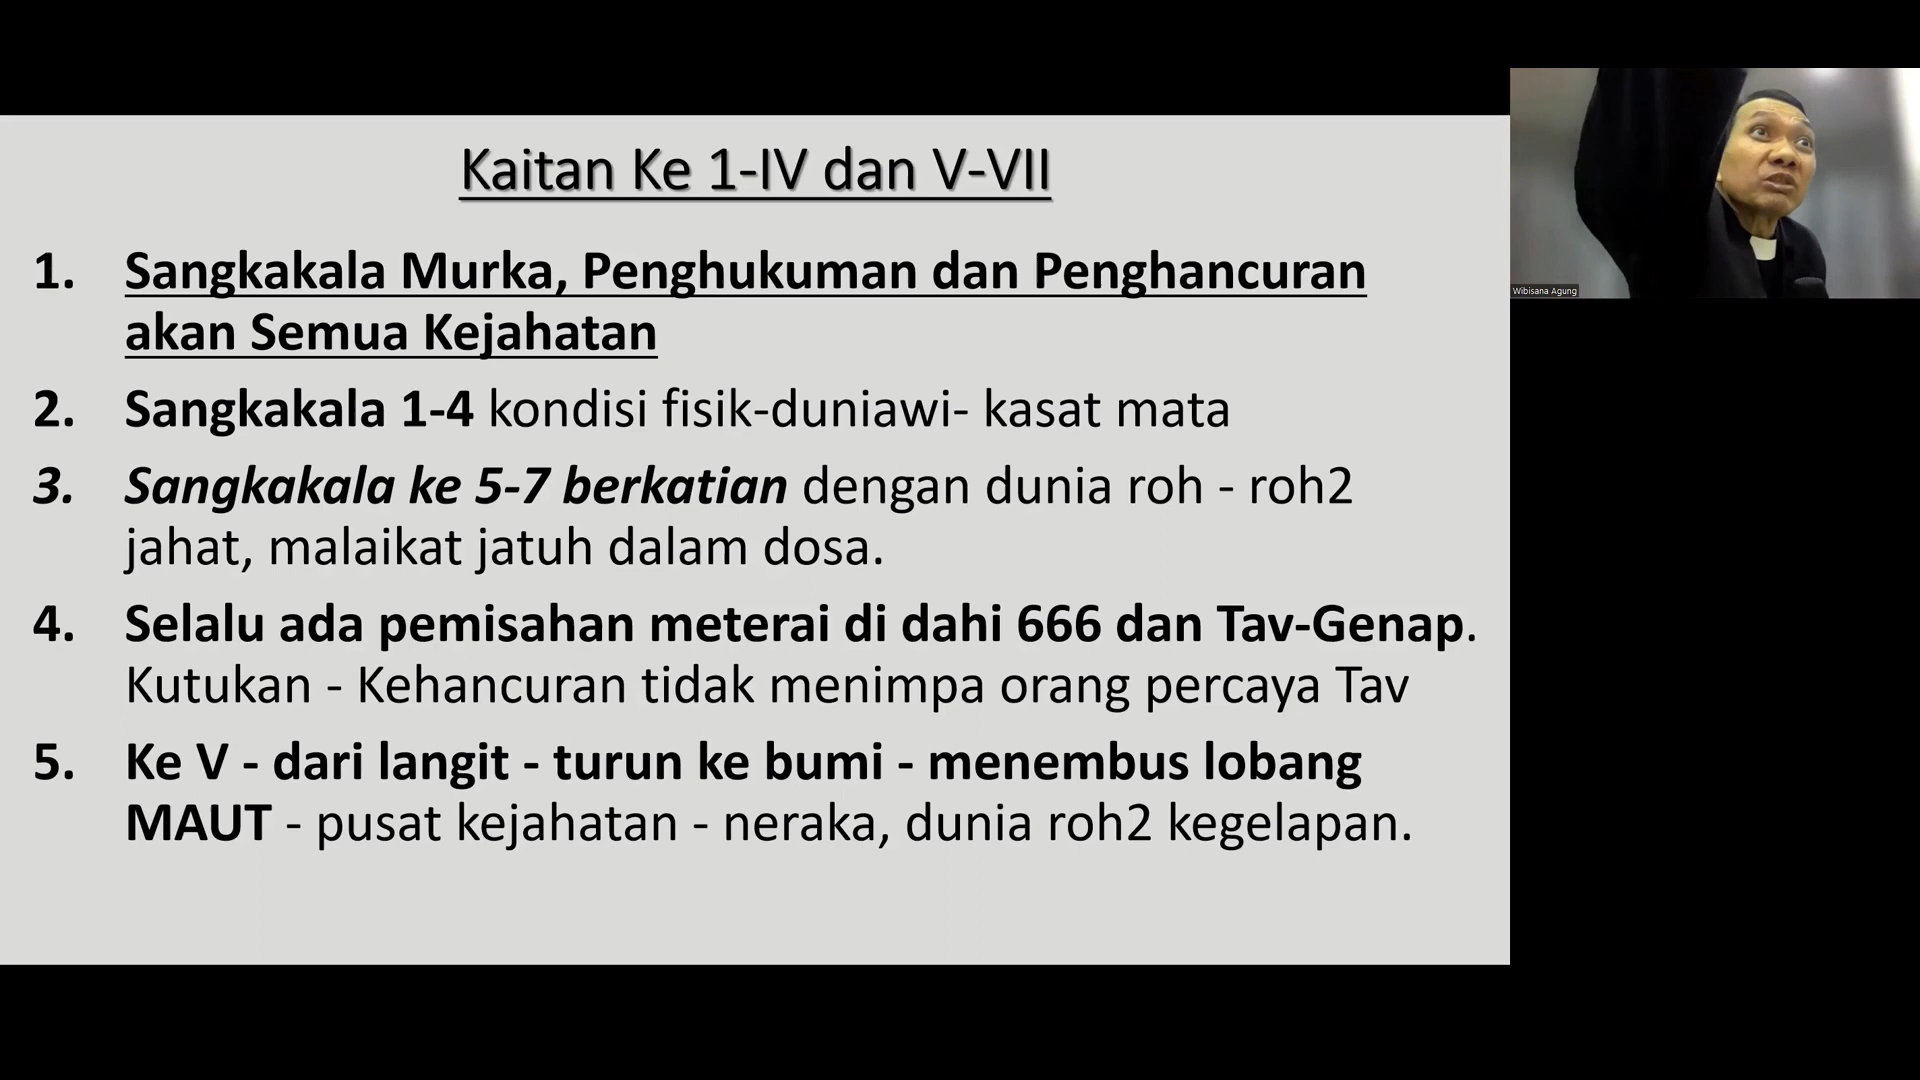 Kaitan Ke 1-IV dan V-VII
1. Sangkakala Murka, Penghukuman dan Penghancuran
akan Semua Kejahatan
2. Sangkakala 1-4 kondisi fisik-duniawi- kasat mata
3. Sangkakala ke 5-7 berkatian dengan dunia roh - roh2
jahat, malaikat jatuh dalam dosa.
4. Selalu ada pemisahan meterai di dahi 666 dan Tav-Genap.
Kutukan - Kehancuran tidak menimpa orang percaya Tav
5. Ke V - dari langit - turun ke bumi - menembus lobang
MAUT - pusat kejahatan - neraka, dunia roh2 kegelapan.
Wibisana Agung